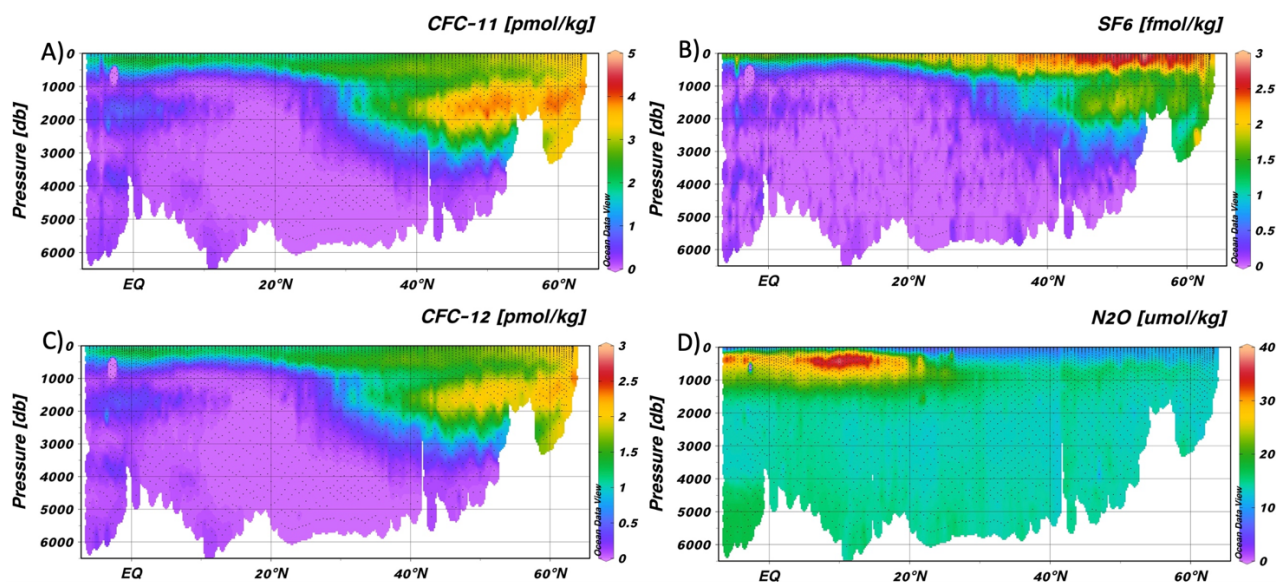 A)
CFC-11 [pmol/kg]
Pressure [db]
0
1000
2000
3000
4000
5000
6000
EQ
20°N
40°N
60°N
5
4
3
2
1
0
Ocean Data View
B)
SF6 [fmol/kg]
Pressure [db]
0
1000
2000
3000
4000
5000
6000
EQ
20°N
40°N
60°N
3
2.5
2
1.5
1
0.5
0
Ocean Data View
C)
CFC-12 [pmol/kg]
Pressure [db]
0
1000
2000
3000
4000
5000
6000
EQ
20°N
40°N
60°N
3
2.5
2
1.5
1
0.5
0
Ocean Data View
D)
N2O [umol/kg]
Pressure [db]
0
1000
2000
3000
4000
5000
6000
EQ
20°N
40°N
60°N
40
30
20
10
0
Ocean Data View